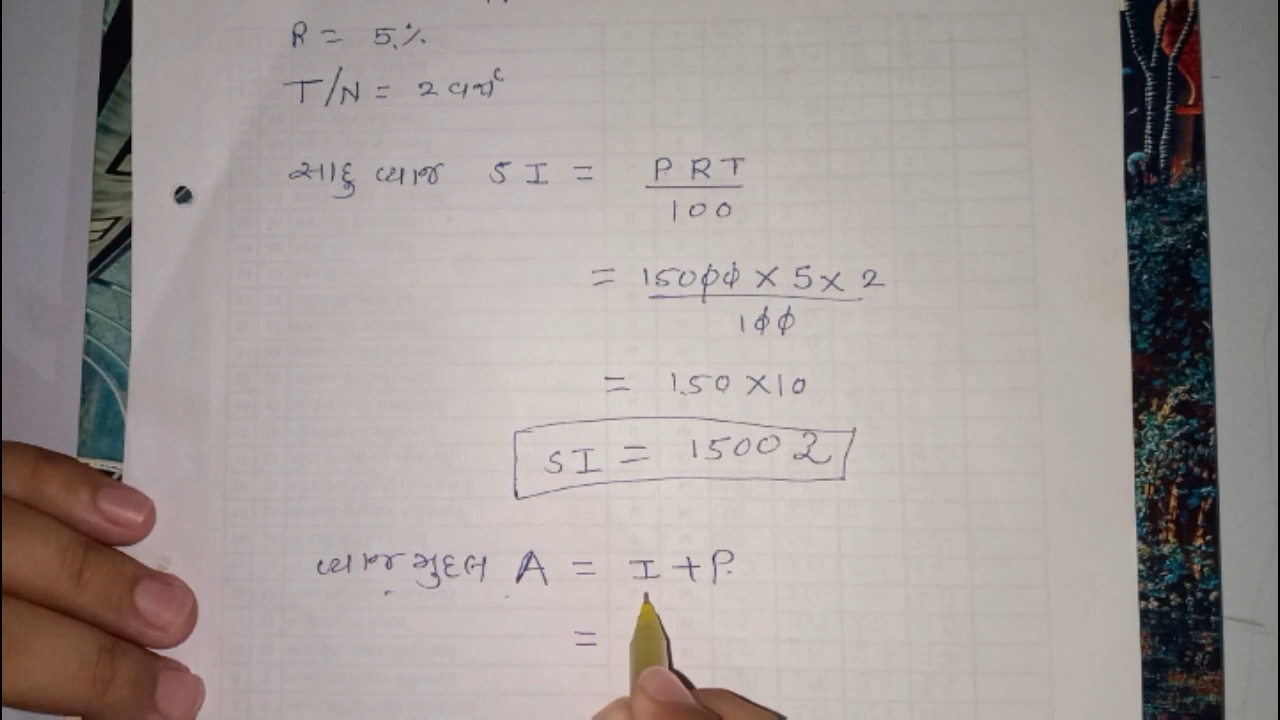 R = 5%
T/N = 2 વર્ષ
સાદુ વ્યાજ SI = PRT
100
= 15000 × 5 × 2
100
= 150 × 10
SI = 1500 ₹
વ્યાજમુદલ A = I + P.
=